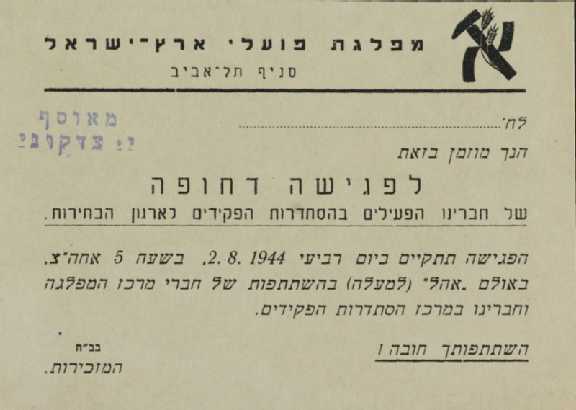 מפלגת פועלי ארץ־ישראל
סניף תל־אביב
מאוסף
י. צדקוני
לח'
הנך מוזמן בזאת
לפגישה דחופה
של חברינו הפעילים בהסתדרות הפקידים לארגון הבחירות.
הפגישה תתקיים ביום רביעי 2.8.1944, בשעה 5 אחה"צ,
באולם „אהל" (למעלה) בהשתתפות של חברי מרכז המפלגה
וחברינו במרכז הסתדרות הפקידים.
השתתפותך חובה!
בב"ח
המזכירות.